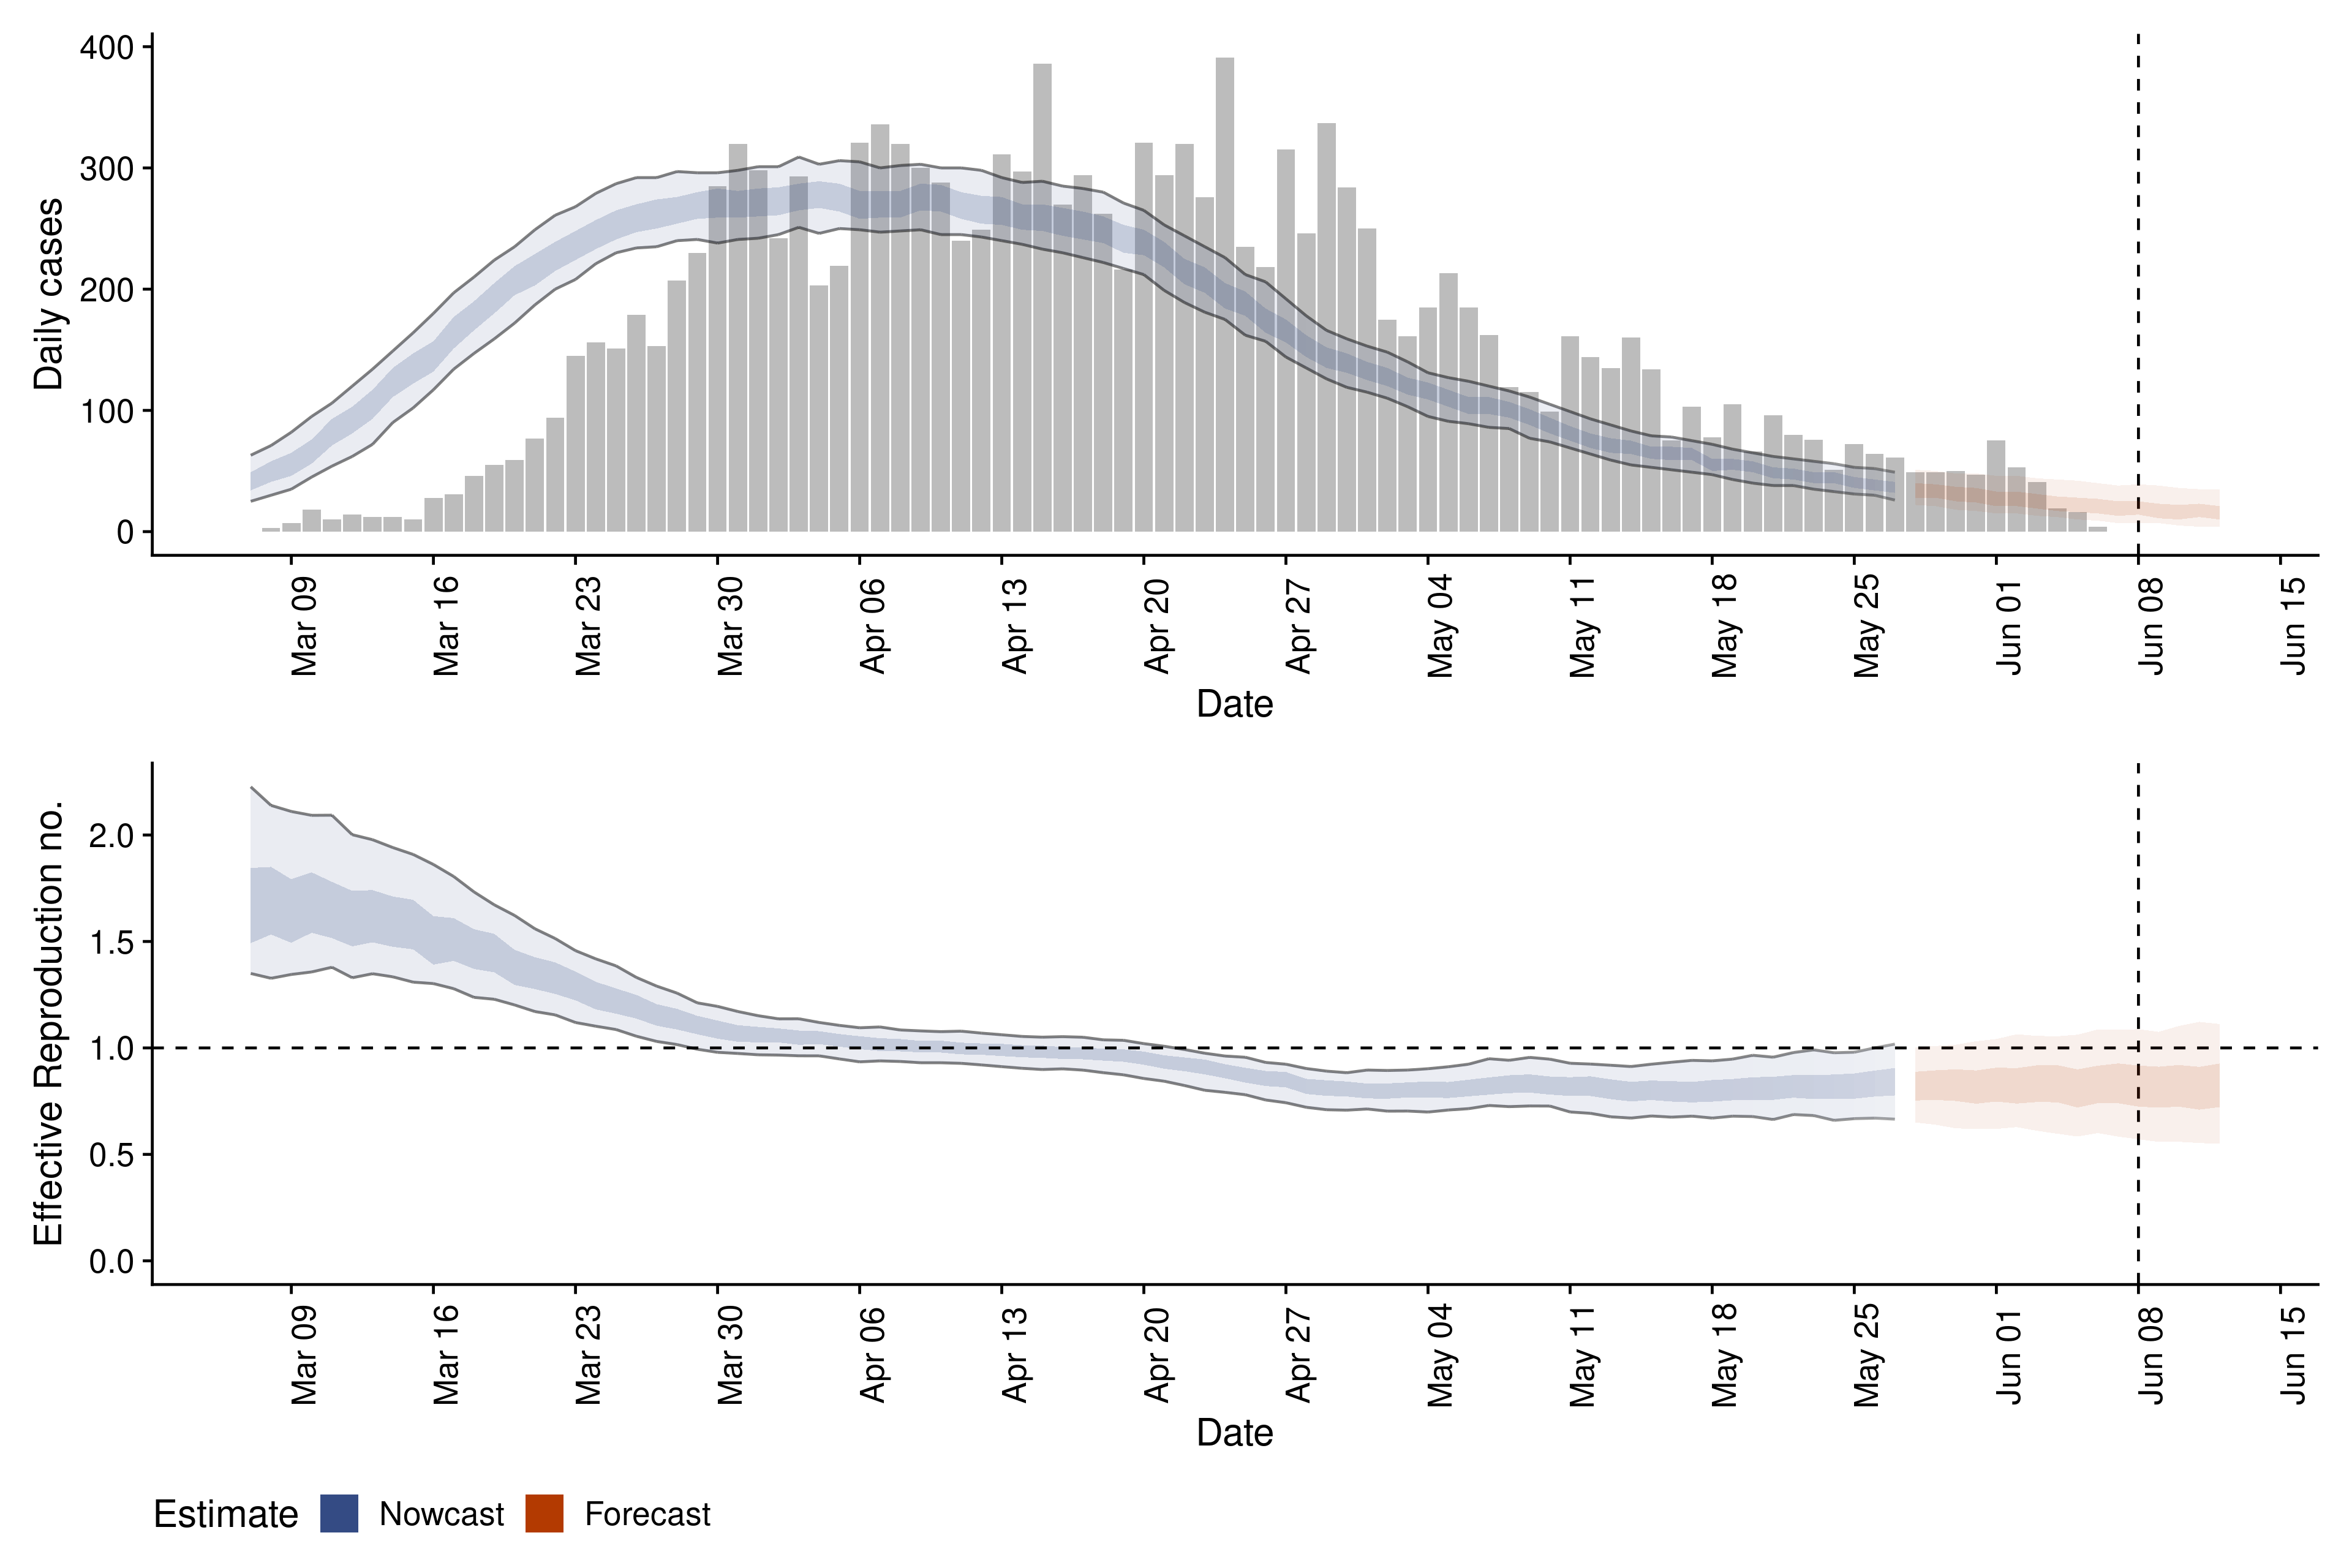 Daily cases
400
300
200
100
0
Mar 09
Mar 16
Mar 23
Mar 30
Apr 06
Apr 13
Apr 20
Apr 27
May 04
May 11
May 18
May 25
Jun 01
Jun 08
Jun 15
Date
Effective Reproduction no.
2.0
1.5
1.0
0.5
0.0
Mar 09
Mar 16
Mar 23
Mar 30
Apr 06
Apr 13
Apr 20
Apr 27
May 04
May 11
May 18
May 25
Jun 01
Jun 08
Jun 15
Date
Estimate Nowcast Forecast